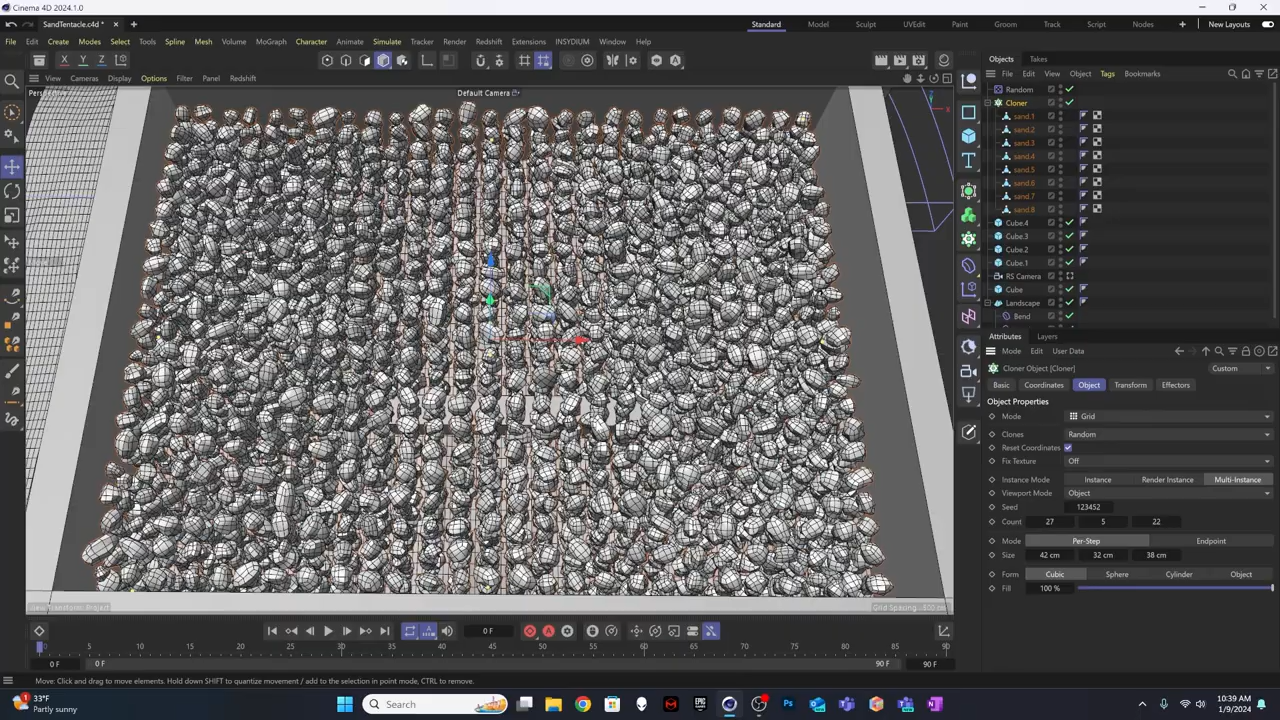 Cinema 4D 2024.1.0
SandTentacle.c4d *
Standard
Model
Sculpt
UVEdit
Paint
Groom
Track
Script
Nodes
New Layouts
File Edit Create Modes Select Tools Spline Mesh Volume MoGraph Character Animate Simulate Tracker Render Redshift Extensions INSYDIUM Window Help
X Y Z
View Cameras Display Options Filter Panel Redshift
Default Camera
Objects Takes
File Edit View Object Tags Bookmarks
Random
Cloner
sand.1
sand.2
sand.3
sand.4
sand.5
sand.6
sand.7
sand.8
Cube.4
Cube.3
Cube.2
Cube.1
RS Camera
Cube
Landscape
Bend
Attributes Layers
Mode Edit User Data
Cloner Object [Cloner]
Custom
Basic Coordinates Object Transform Effectors
Object Properties
Mode Grid
Clones Random
Reset Coordinates
Fix Texture Off
Instance Mode Instance Render Instance Multi-Instance
Viewport Mode Object
Seed 123452
Count 27 5 22
Mode Per-Step Endpoint
Size 42 cm 32 cm 38 cm
Form Cubic Sphere Cylinder Object
Fill 100 %
View Transform: Project
Grid Spacing : 500 cm
0 F
0 5 10 15 20 25 30 35 40 45 50 55 60 65 70 75 80 85 90
0 F 0 F 90 F 90 F
Move: Click and drag to move elements. Hold down SHIFT to quantize movement / add to the selection in point mode, CTRL to remove.
33°F
Partly sunny
Search
10:39 AM
1/9/2024